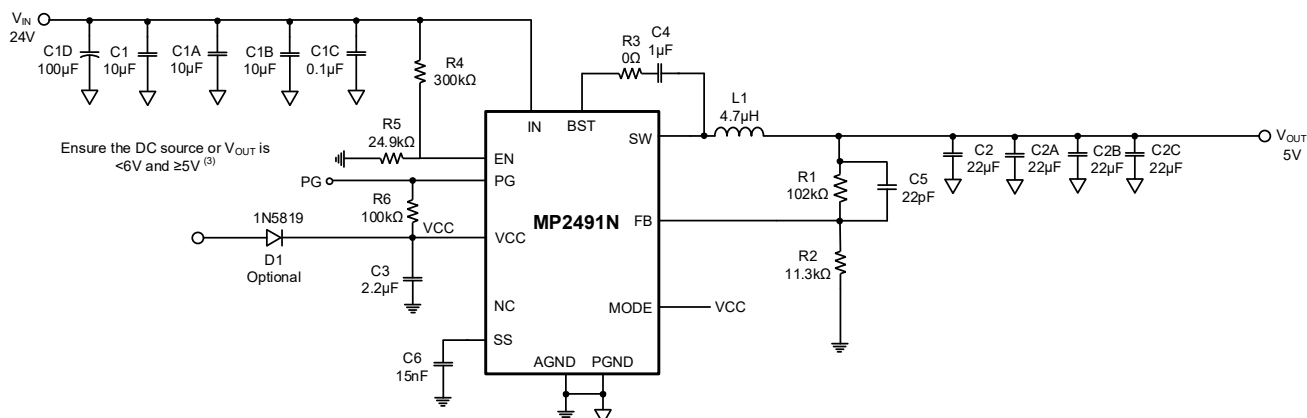 VIN
24V
C1D
100µF
C1
10µF
C1A
10µF
C1B
10µF
C1C
0.1µF
R4
300kΩ
R3
0Ω
C4
1µF
L1
4.7µH
IN
BST
SW
VOUT
5V
C2
22µF
C2A
22µF
C2B
22µF
C2C
22µF
Ensure the DC source or VOUT is
<6V and ≥5V (3)
R5
24.9kΩ
EN
PG
PG
R6
100kΩ
R1
102kΩ
C5
22pF
MP2491N
FB
1N5819
D1
Optional
VCC
VCC
C3
2.2µF
R2
11.3kΩ
NC
MODE
VCC
SS
C6
15nF
AGND
PGND